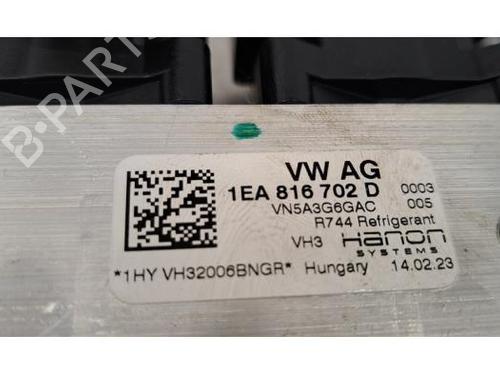 B-PARTS
VW AG
1EA 816 702 D 0003
VN5A3G6GAC 005
R744 Refrigerant
VH3 Hanon
SYSTEMS
*1HY VH32006BNGR* Hungary 14.02.23